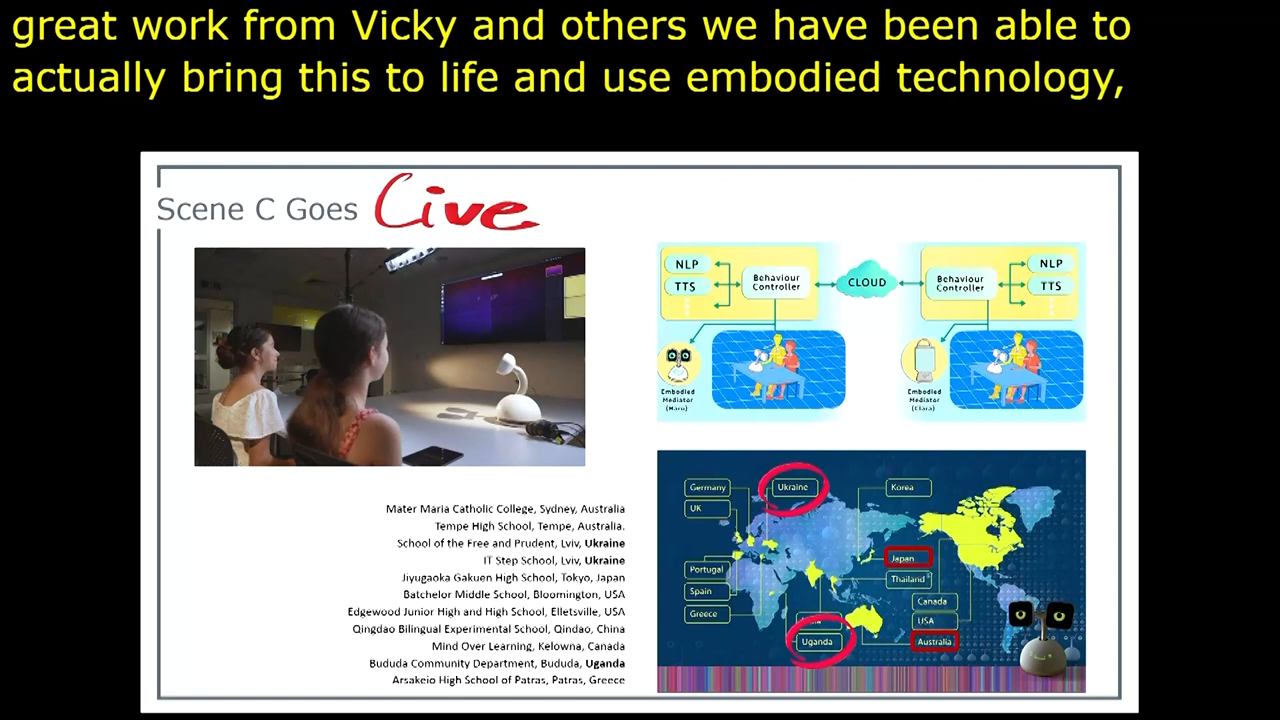 great work from Vicky and others we have been able to
actually bring this to life and use embodied technology,
Scene C Goes Live
NLP
TTS
Behaviour
Controller
CLOUD
Behaviour
Controller
NLP
TTS
Embodied
Mediator
(Haru)
Embodied
Mediator
(Clara)
Mater Maria Catholic College, Sydney, Australia
Tempe High School, Tempe, Australia.
School of the Free and Prudent, Lviv, Ukraine
IT Step School, Lviv, Ukraine
Jiyugaoka Gakuen High School, Tokyo, Japan
Batchelor Middle School, Bloomington, USA
Edgewood Junior High and High School, Elletsville, USA
Qingdao Bilingual Experimental School, Qindao, China
Mind Over Learning, Kelowna, Canada
Bududa Community Department, Bududa, Uganda
Arsakeio High School of Patras, Patras, Greece
Germany
UK
Ukraine
Korea
Portugal
Spain
Greece
Japan
Thailand
Canada
USA
Uganda
Australia